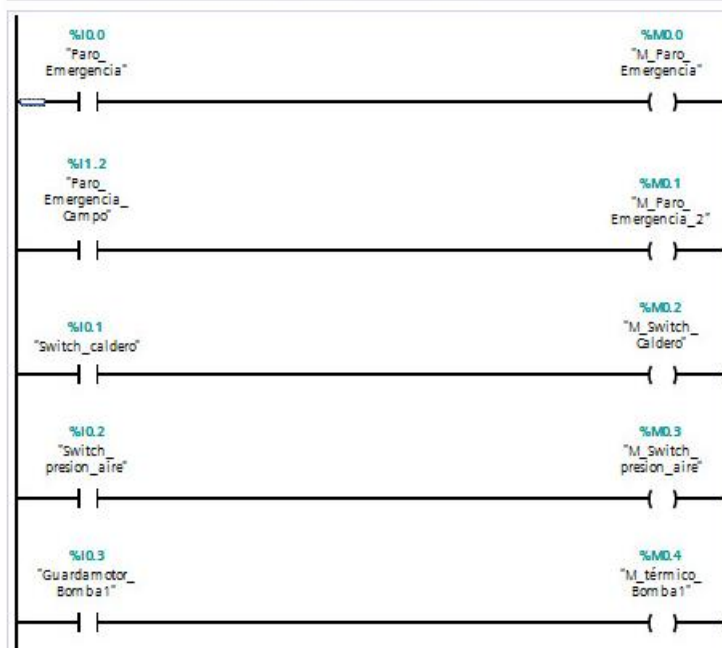 %I0.0
"Paro_
Emergencia"
%M0.0
"M_Paro_
Emergencia"
%I1.2
"Paro_
Emergencia_
Campo"
%M0.1
"M_Paro_
Emergencia_2"
%I0.1
"Switch_caldero"
%M0.2
"M_Switch_
Caldero"
%I0.2
"Switch_
presion_aire"
%M0.3
"M_Switch_
presion_aire"
%I0.3
"Guardamotor_
Bomba1"
%M0.4
"M_térmico_
Bomba1"